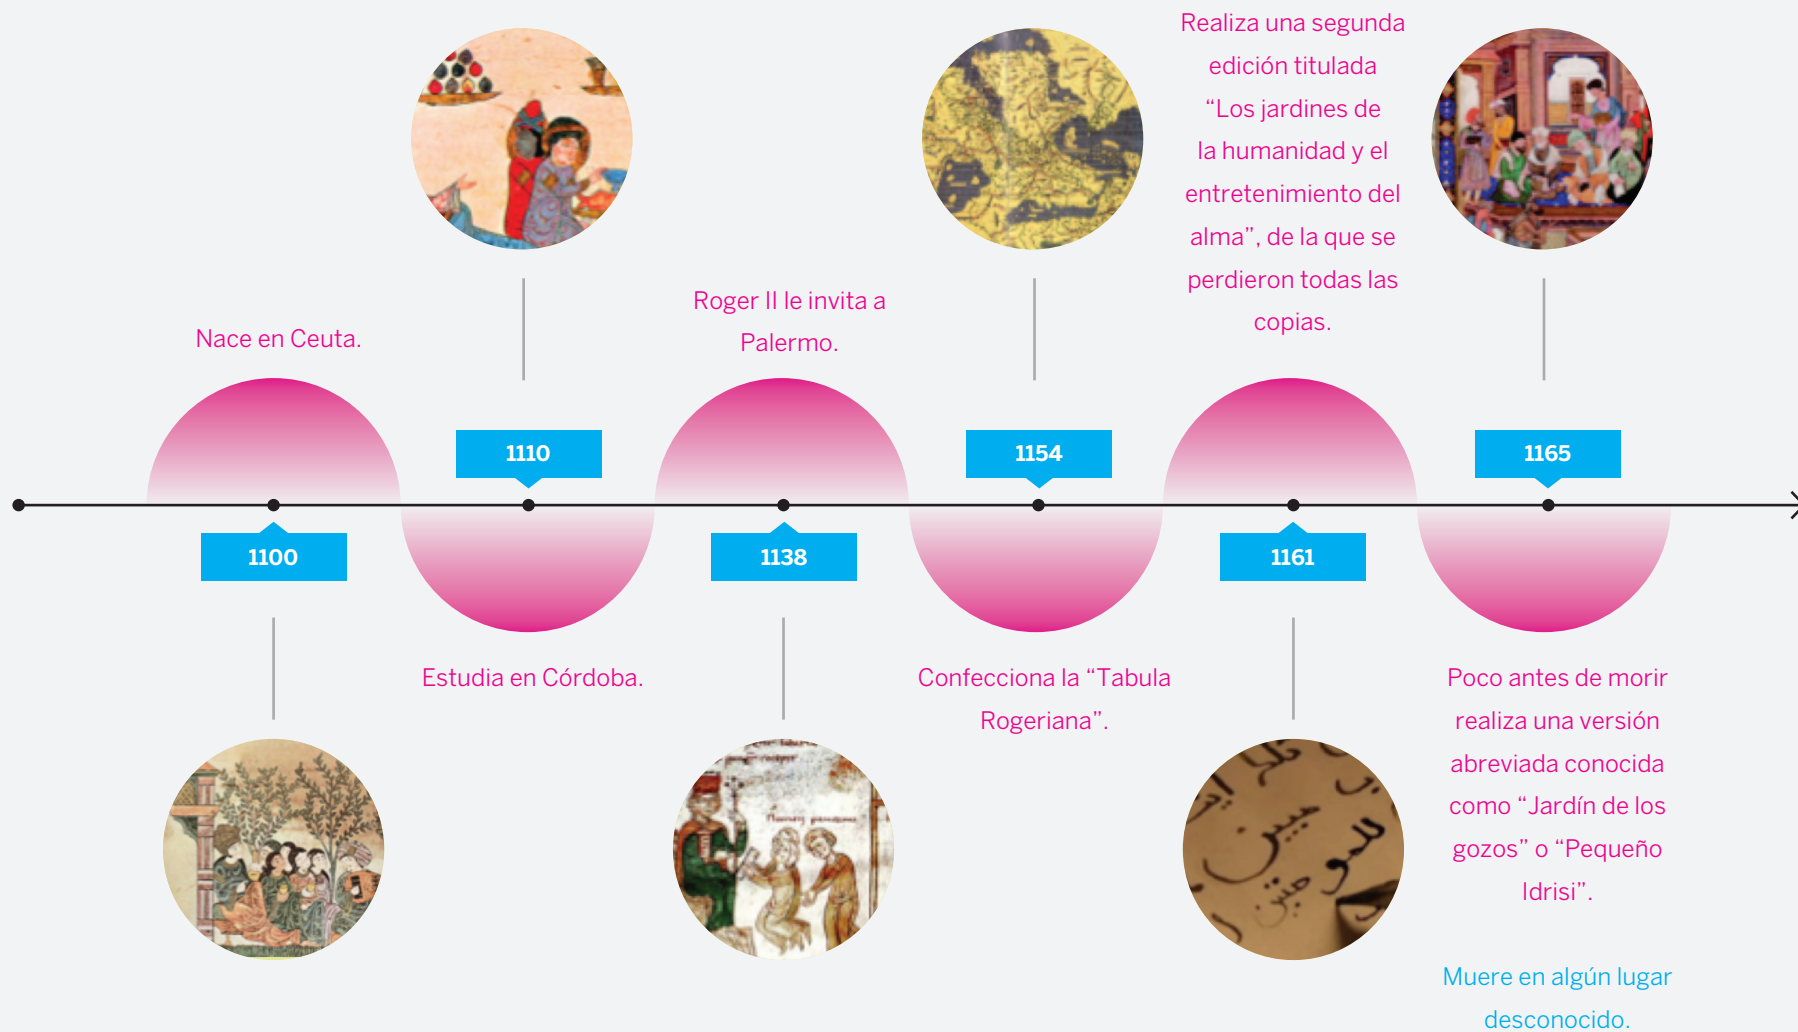 Nace en Ceuta.
1100
1110
Estudia en Córdoba.
Roger II le invita a
Palermo.
1138
1154
Confecciona la “Tabula
Rogeriana”.
Realiza una segunda
edición titulada
“Los jardines de
la humanidad y el
entretenimiento del
alma”, de la que se
perdieron todas las
copias.
1161
1165
Poco antes de morir
realiza una versión
abreviada conocida
como “Jardín de los
gozos” o “Pequeño
Idrisi”.
Muere en algún lugar
desconocido.